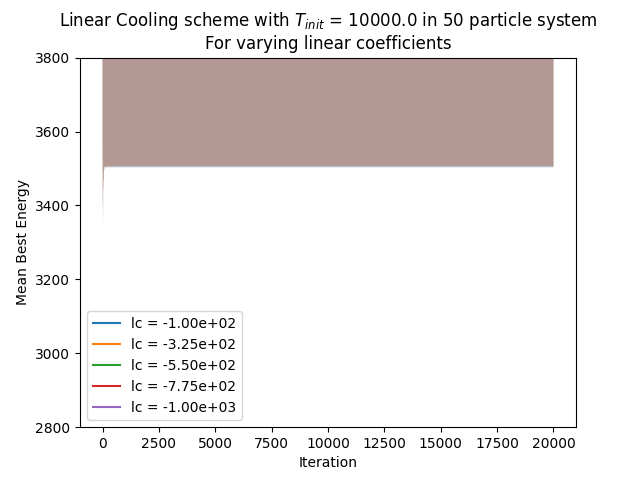 Linear Cooling scheme with T_init = 10000.0 in 50 particle system
For varying linear coefficients
Mean Best Energy
3800
3600
3400
3200
3000
2800
lc = -1.00e+02
lc = -3.25e+02
lc = -5.50e+02
lc = -7.75e+02
lc = -1.00e+03
0 2500 5000 7500 10000 12500 15000 17500 20000
Iteration